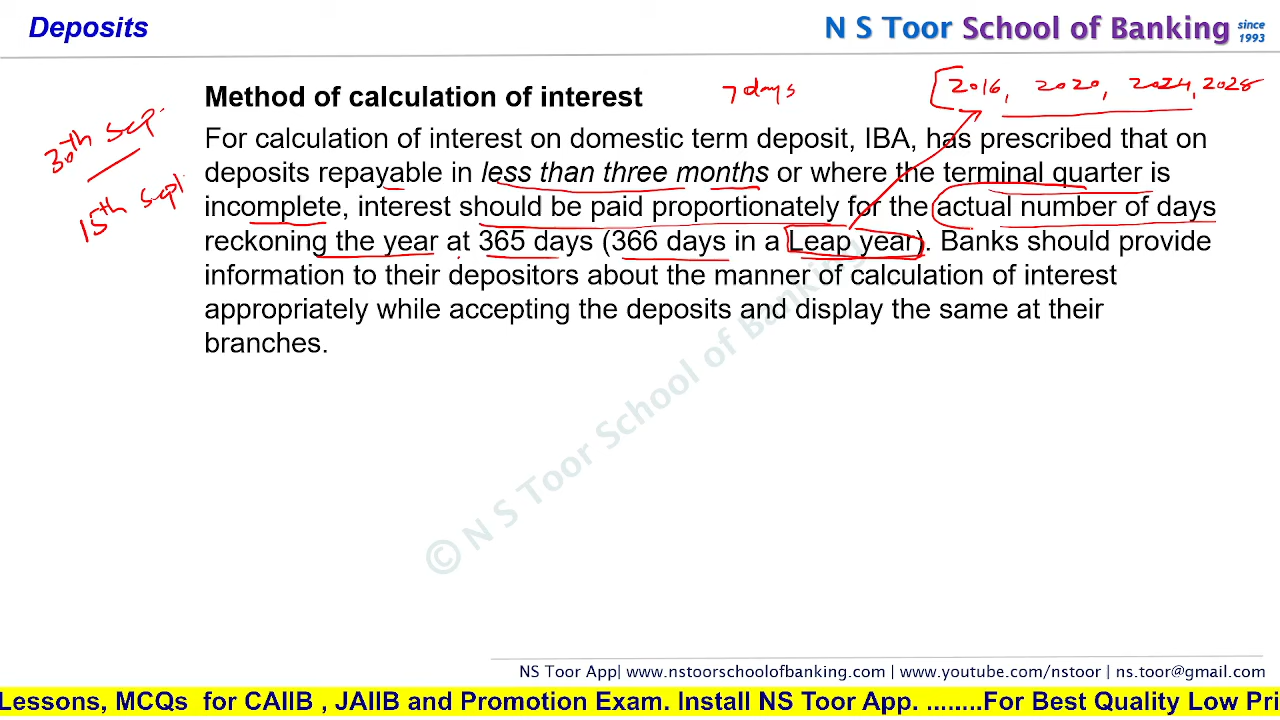 Deposits
N S Toor School of Banking since 1993
7 days
2016, 2020, 2024, 2028
30th Sep
15th Sept
Method of calculation of interest
For calculation of interest on domestic term deposit, IBA, has prescribed that on
deposits repayable in less than three months or where the terminal quarter is
incomplete, interest should be paid proportionately for the actual number of days
reckoning the year at 365 days (366 days in a Leap year). Banks should provide
information to their depositors about the manner of calculation of interest
appropriately while accepting the deposits and display the same at their
branches.
© N S Toor School of Banking
NS Toor App| www.nstoorschoolofbanking.com | www.youtube.com/nstoor | ns.toor@gmail.com
Lessons, MCQs for CAIIB , JAIIB and Promotion Exam. Install NS Toor App. ........For Best Quality Low Pri